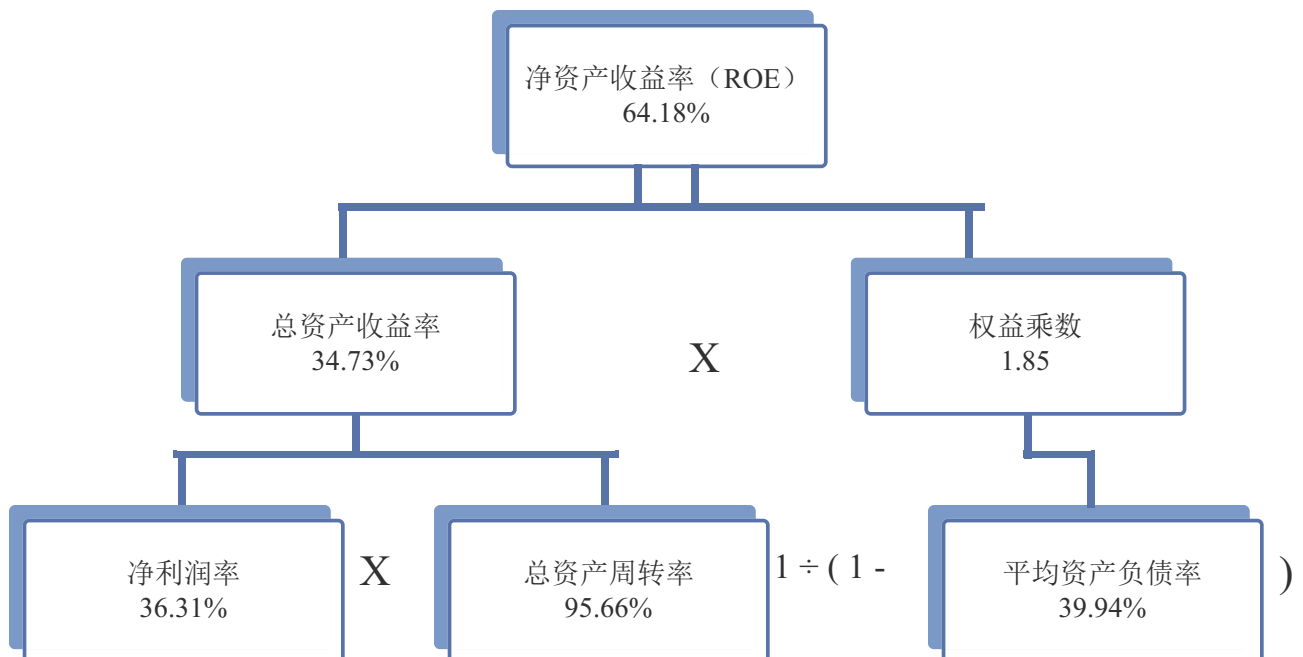 净资产收益率（ROE）
64.18%
总资产收益率
34.73%
X
权益乘数
1.85
净利润率
36.31%
X
总资产周转率
95.66%
1 ÷ ( 1 -
平均资产负债率
39.94%
)